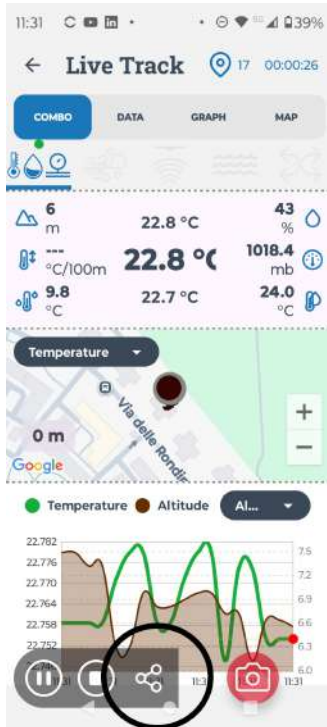 11:31 39%
Live Track 17 00:00:26
COMBO DATA GRAPH MAP
6 m 22.8 °C 43 %
--- °C/100m 22.8 °C 1018.4 mb
9.8 °C 22.7 °C 24.0 °C
Temperature
Via delle Rondin
0 m
+
−
Google
Temperature Altitude Al...
22.782
22.776 7.5
22.770 7.2
22.764 6.9
22.758 6.6
22.752 6.3
6.0
11:31 11:31